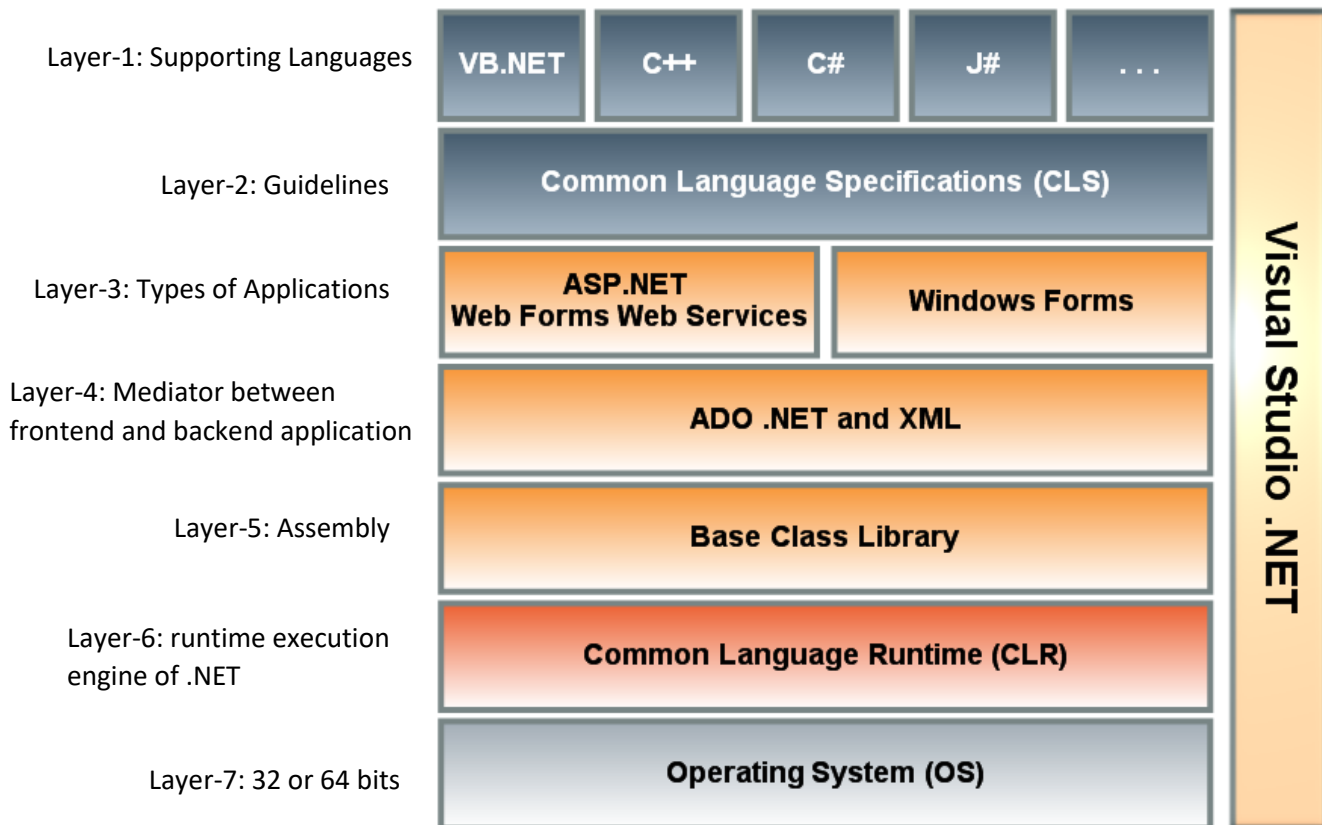 Layer-1: Supporting Languages
VB.NET
C++
C#
J#
. . .
Layer-2: Guidelines
Common Language Specifications (CLS)
Layer-3: Types of Applications
ASP.NET
Web Forms Web Services
Windows Forms
Layer-4: Mediator between
frontend and backend application
ADO .NET and XML
Layer-5: Assembly
Base Class Library
Layer-6: runtime execution
engine of .NET
Common Language Runtime (CLR)
Layer-7: 32 or 64 bits
Operating System (OS)
Visual Studio .NET